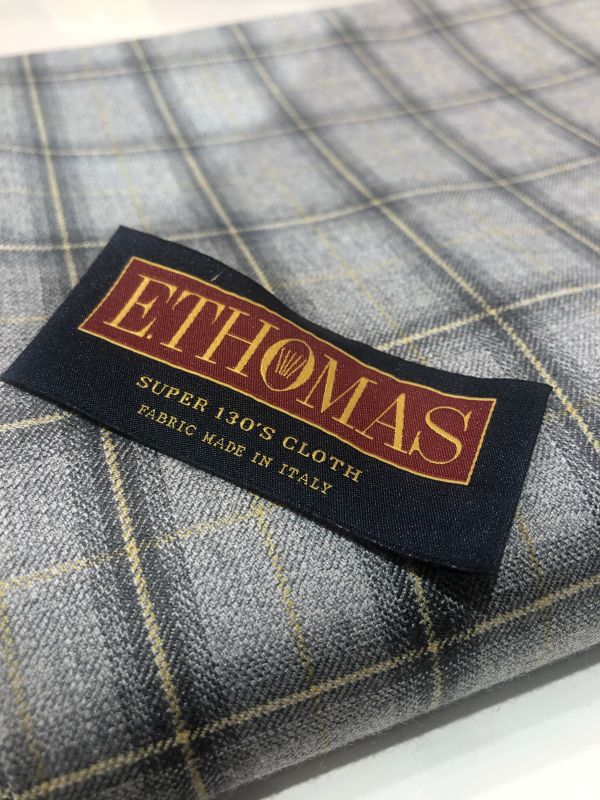 E.THOMAS
SUPER 130'S CLOTH
FABRIC MADE IN ITALY